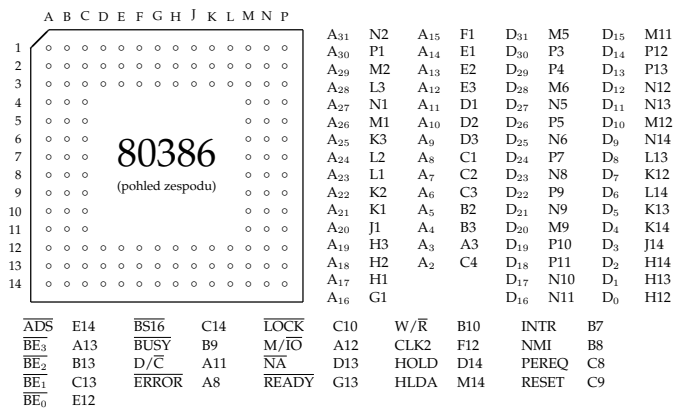 A B C D E F G H J K L M N P
1
2
3
4
5
6
7
8
9
10
11
12
13
14
80386
(pohled zespodu)
A31 N2 A15 F1 D31 M5 D15 M11
A30 P1 A14 E1 D30 P3 D14 P12
A29 M2 A13 E2 D29 P4 D13 P13
A28 L3 A12 E3 D28 M6 D12 N12
A27 N1 A11 D1 D27 N5 D11 N13
A26 M1 A10 D2 D26 P5 D10 M12
A25 K3 A9 D3 D25 N6 D9 N14
A24 L2 A8 C1 D24 P7 D8 L13
A23 L1 A7 C2 D23 N8 D7 K12
A22 K2 A6 C3 D22 P9 D6 L14
A21 K1 A5 B2 D21 N9 D5 K13
A20 J1 A4 B3 D20 M9 D4 K14
A19 H3 A3 A3 D19 P10 D3 J14
A18 H2 A2 C4 D18 P11 D2 H14
A17 H1 D17 N10 D1 H13
A16 G1 D16 N11 D0 H12
ADS E14 BS16 C14 LOCK C10 W/R B10 INTR B7
BE3 A13 BUSY B9 M/IO A12 CLK2 F12 NMI B8
BE2 B13 D/C A11 NA D13 HOLD D14 PEREQ C8
BE1 C13 ERROR A8 READY G13 HLDA M14 RESET C9
BE0 E12